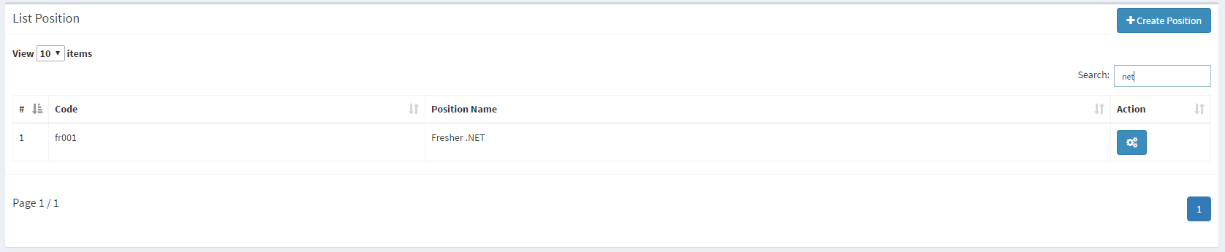 List Position
Create Position
View 10 items
Search: net
# Code Position Name Action
1 fr001 Fresher .NET
Page 1 / 1
1